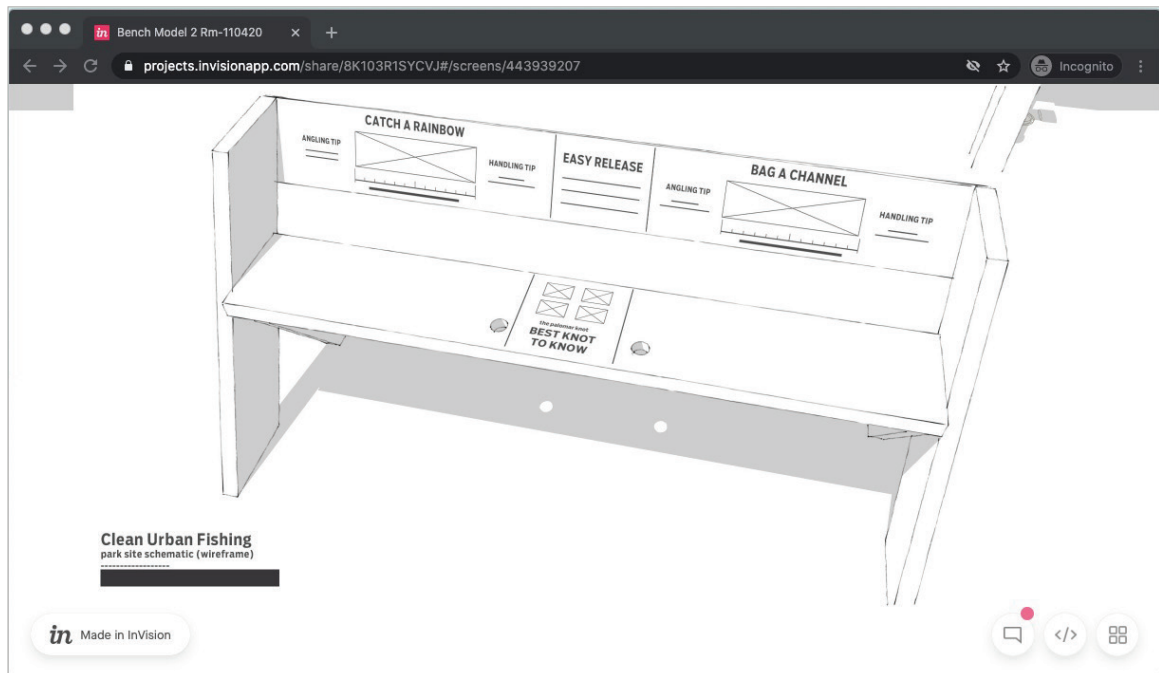 in Bench Model 2 Rm-110420
projects.invisionapp.com/share/8K103R1SYCVJ#/screens/443939207
Incognito
CATCH A RAINBOW
ANGLING TIP
HANDLING TIP
EASY RELEASE
BAG A CHANNEL
ANGLING TIP
HANDLING TIP
the palomar knot
BEST KNOT
TO KNOW
Clean Urban Fishing
park site schematic (wireframe)
in Made in InVision